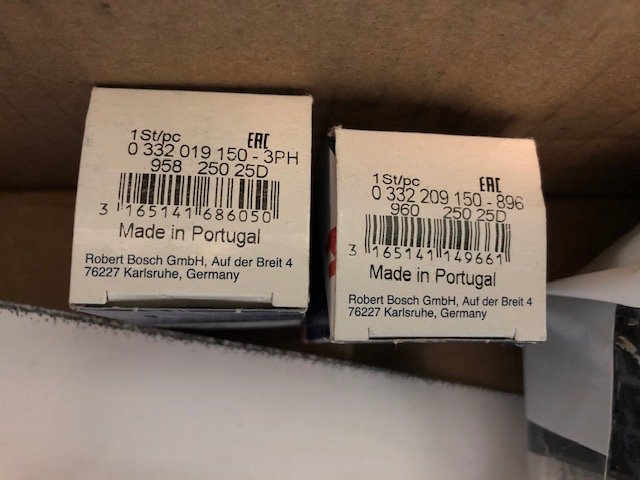 1St/pc EAC
0 332 019 150 - 3PH
958 250 25D
3 165141 686050
Made in Portugal
Robert Bosch GmbH, Auf der Breit 4
76227 Karlsruhe, Germany
1St/pc EAC
0 332 209 150 - 896
960 250 25D
3 165141 149661
Made in Portugal
Robert Bosch GmbH, Auf der Breit 4
76227 Karlsruhe, Germany